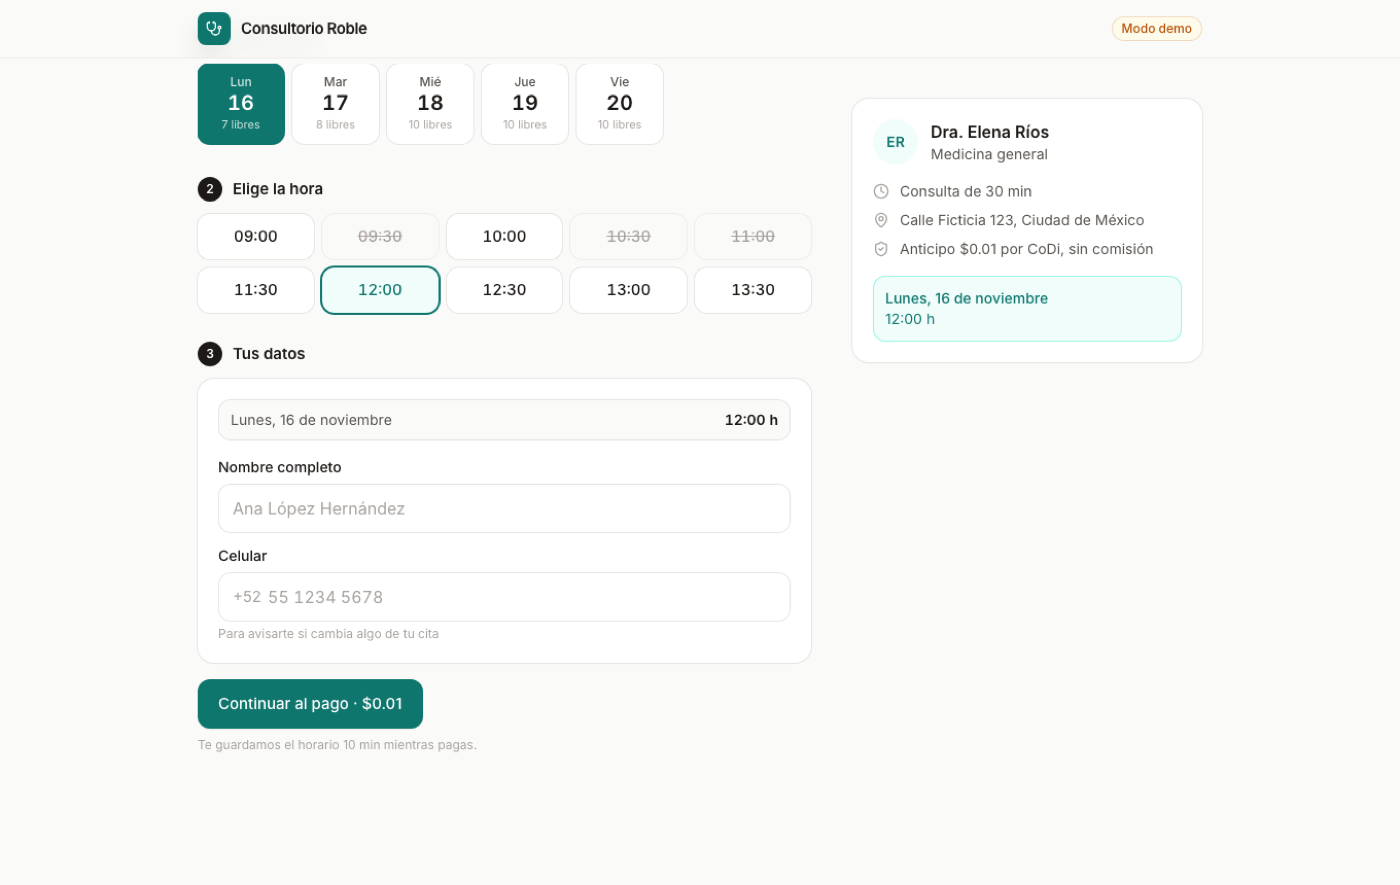 Consultorio Roble
Modo demo
Lun
16
7 libres
Mar
17
8 libres
Mié
18
10 libres
Jue
19
10 libres
Vie
20
10 libres
2 Elige la hora
09:00 09:30 10:00 10:30 11:00
11:30 12:00 12:30 13:00 13:30
3 Tus datos
Lunes, 16 de noviembre 12:00 h
Nombre completo
Ana López Hernández
Celular
+52 55 1234 5678
Para avisarte si cambia algo de tu cita
Continuar al pago · $0.01
Te guardamos el horario 10 min mientras pagas.
ER
Dra. Elena Ríos
Medicina general
Consulta de 30 min
Calle Ficticia 123, Ciudad de México
Anticipo $0.01 por CoDi, sin comisión
Lunes, 16 de noviembre
12:00 h